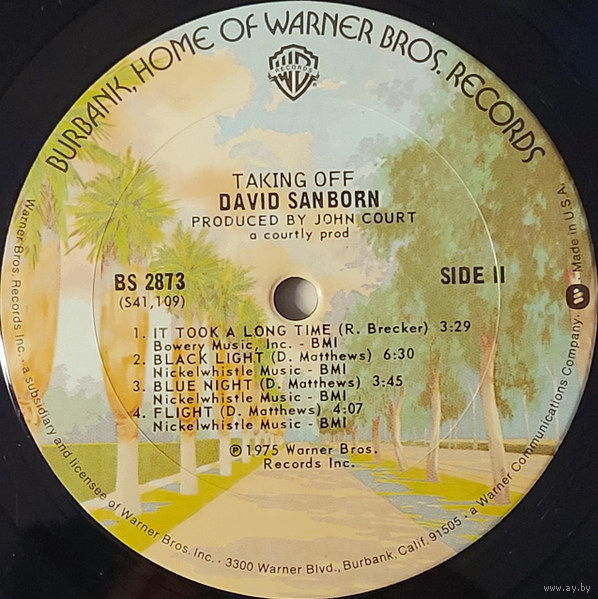 BURBANK, HOME OF WARNER BROS. RECORDS
RECORDS
TAKING OFF
DAVID SANBORN
PRODUCED BY JOHN COURT
a courtly prod
BS 2873
SIDE II
(S41,109)
1. IT TOOK A LONG TIME (R. Brecker) 3:29
Bowery Music, Inc. - BMI
2. BLACK LIGHT (D. Matthews) 6:30
Nickelwhistle Music - BMI
3. BLUE NIGHT (D. Matthews) 3:45
Nickelwhistle Music - BMI
4. FLIGHT (D. Matthews) 4:07
Nickelwhistle Music - BMI
℗ 1975 Warner Bros.
Records Inc.
Warner Bros. Records Inc. · a subsidiary and licensee of Warner Bros. Inc. · 3300 Warner Blvd., Burbank, Calif. 91505 · a Warner Communications Company. Made in U.S.A.
www.ay.by